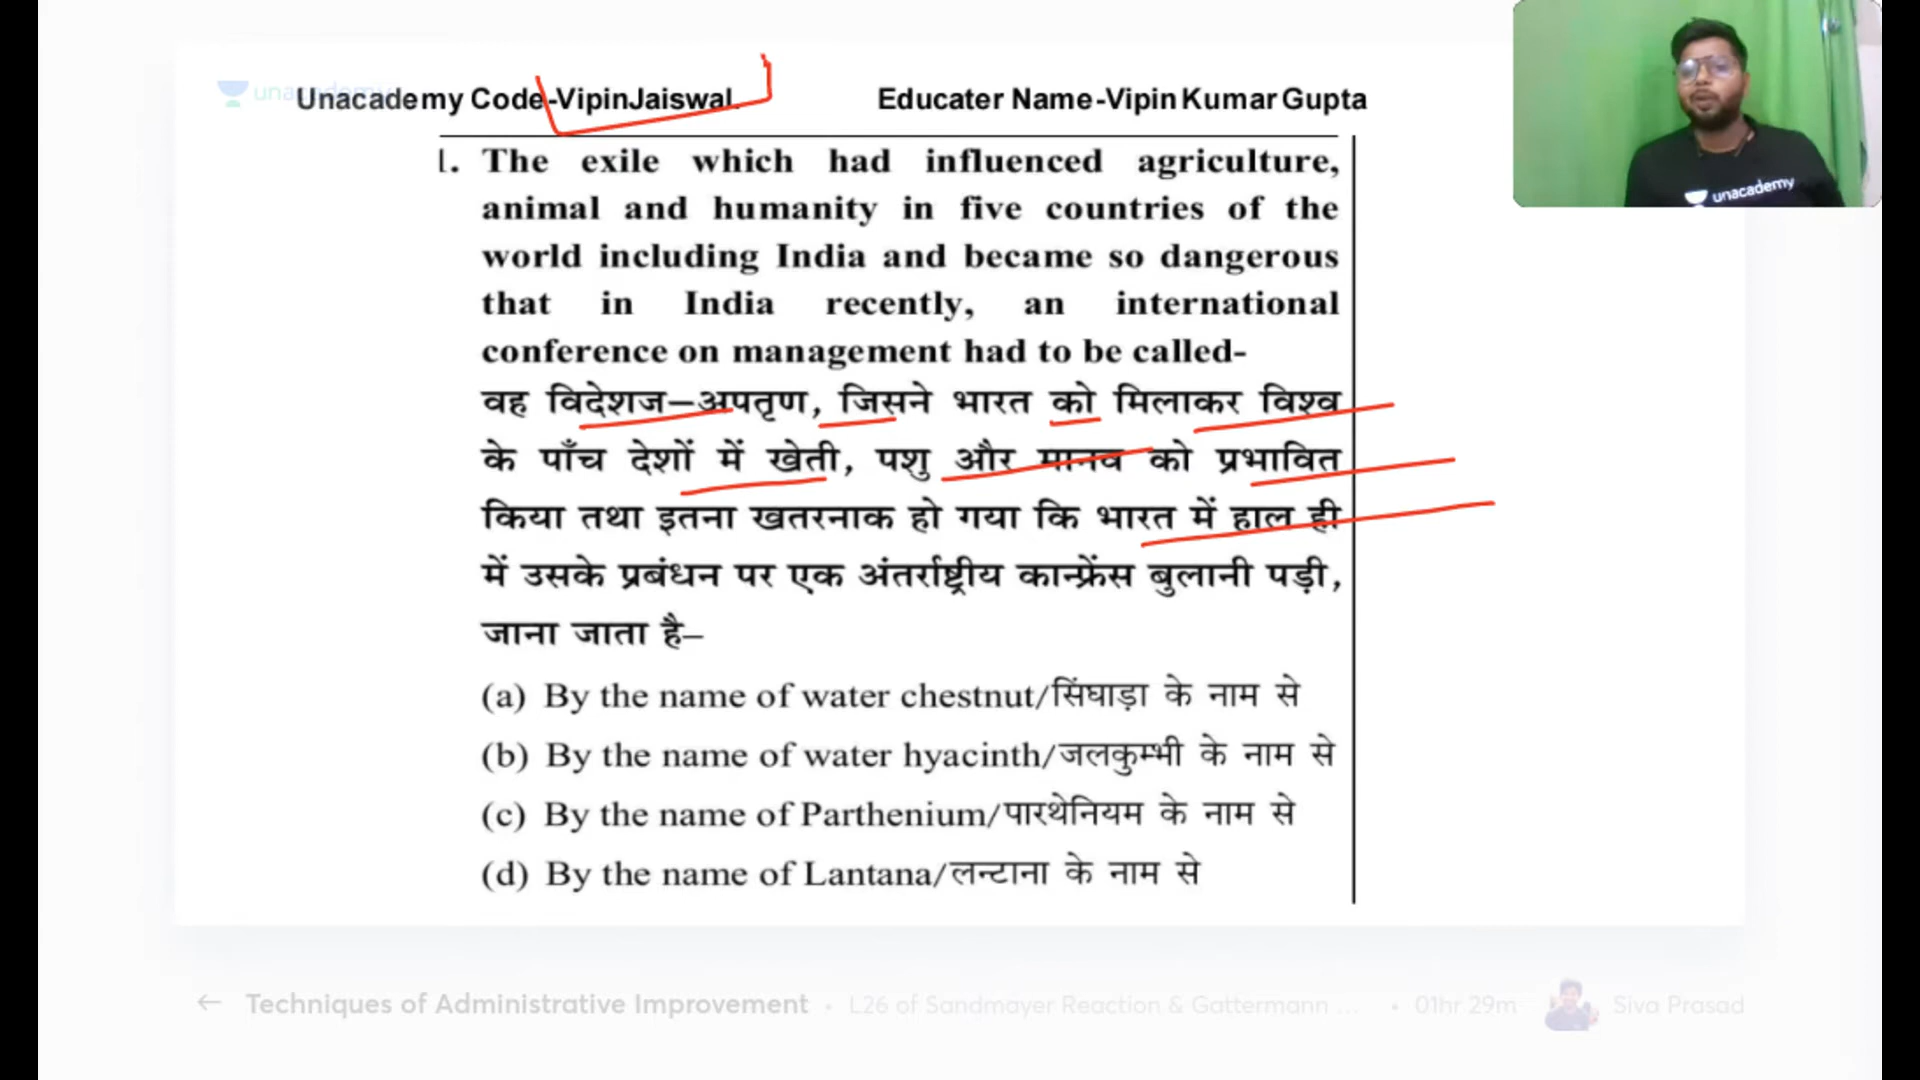 unacademy
Unacademy Code-VipinJaiswal. Educater Name-Vipin Kumar Gupta
unacademy
1. The exile which had influenced agriculture,
animal and humanity in five countries of the
world including India and became so dangerous
that in India recently, an international
conference on management had to be called-
वह विदेशज–अपतृण, जिसने भारत को मिलाकर विश्व
के पाँच देशों में खेती, पशु और मानव को प्रभावित
किया तथा इतना खतरनाक हो गया कि भारत में हाल ही
में उसके प्रबंधन पर एक अंतर्राष्ट्रीय कान्फ्रेंस बुलानी पड़ी,
जाना जाता है–
(a) By the name of water chestnut/सिंघाड़ा के नाम से
(b) By the name of water hyacinth/जलकुम्भी के नाम से
(c) By the name of Parthenium/पारथेनियम के नाम से
(d) By the name of Lantana/लन्टाना के नाम से
← Techniques of Administrative Improvement • L26 of Sandmayer Reaction & Gattermann ... • 01hr 29m Siva Prasad